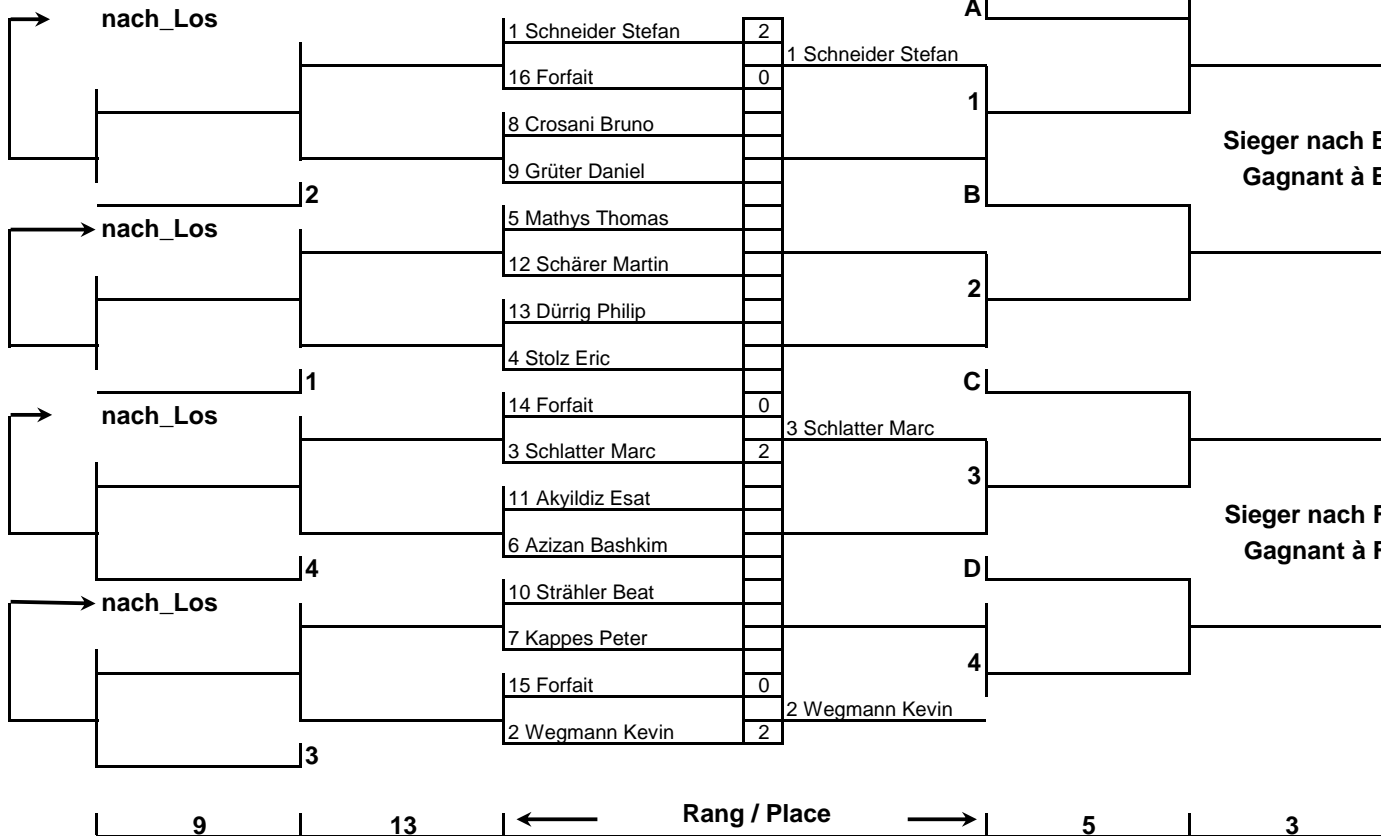 nach_Los
A
1 Schneider Stefan 2
1 Schneider Stefan
16 Forfait 0
1
8 Crosani Bruno
Sieger nach E
Gagnant à E
9 Grüter Daniel
2
B
5 Mathys Thomas
nach_Los
12 Schärer Martin
2
13 Dürrig Philip
4 Stolz Eric
1
C
14 Forfait 0
nach_Los
3 Schlatter Marc
3 Schlatter Marc 2
3
11 Akyildiz Esat
Sieger nach F
6 Azizan Bashkim
Gagnant à F
4
D
10 Strähler Beat
nach_Los
7 Kappes Peter
4
15 Forfait 0
2 Wegmann Kevin
2 Wegmann Kevin 2
3
9 13 Rang / Place 5 3